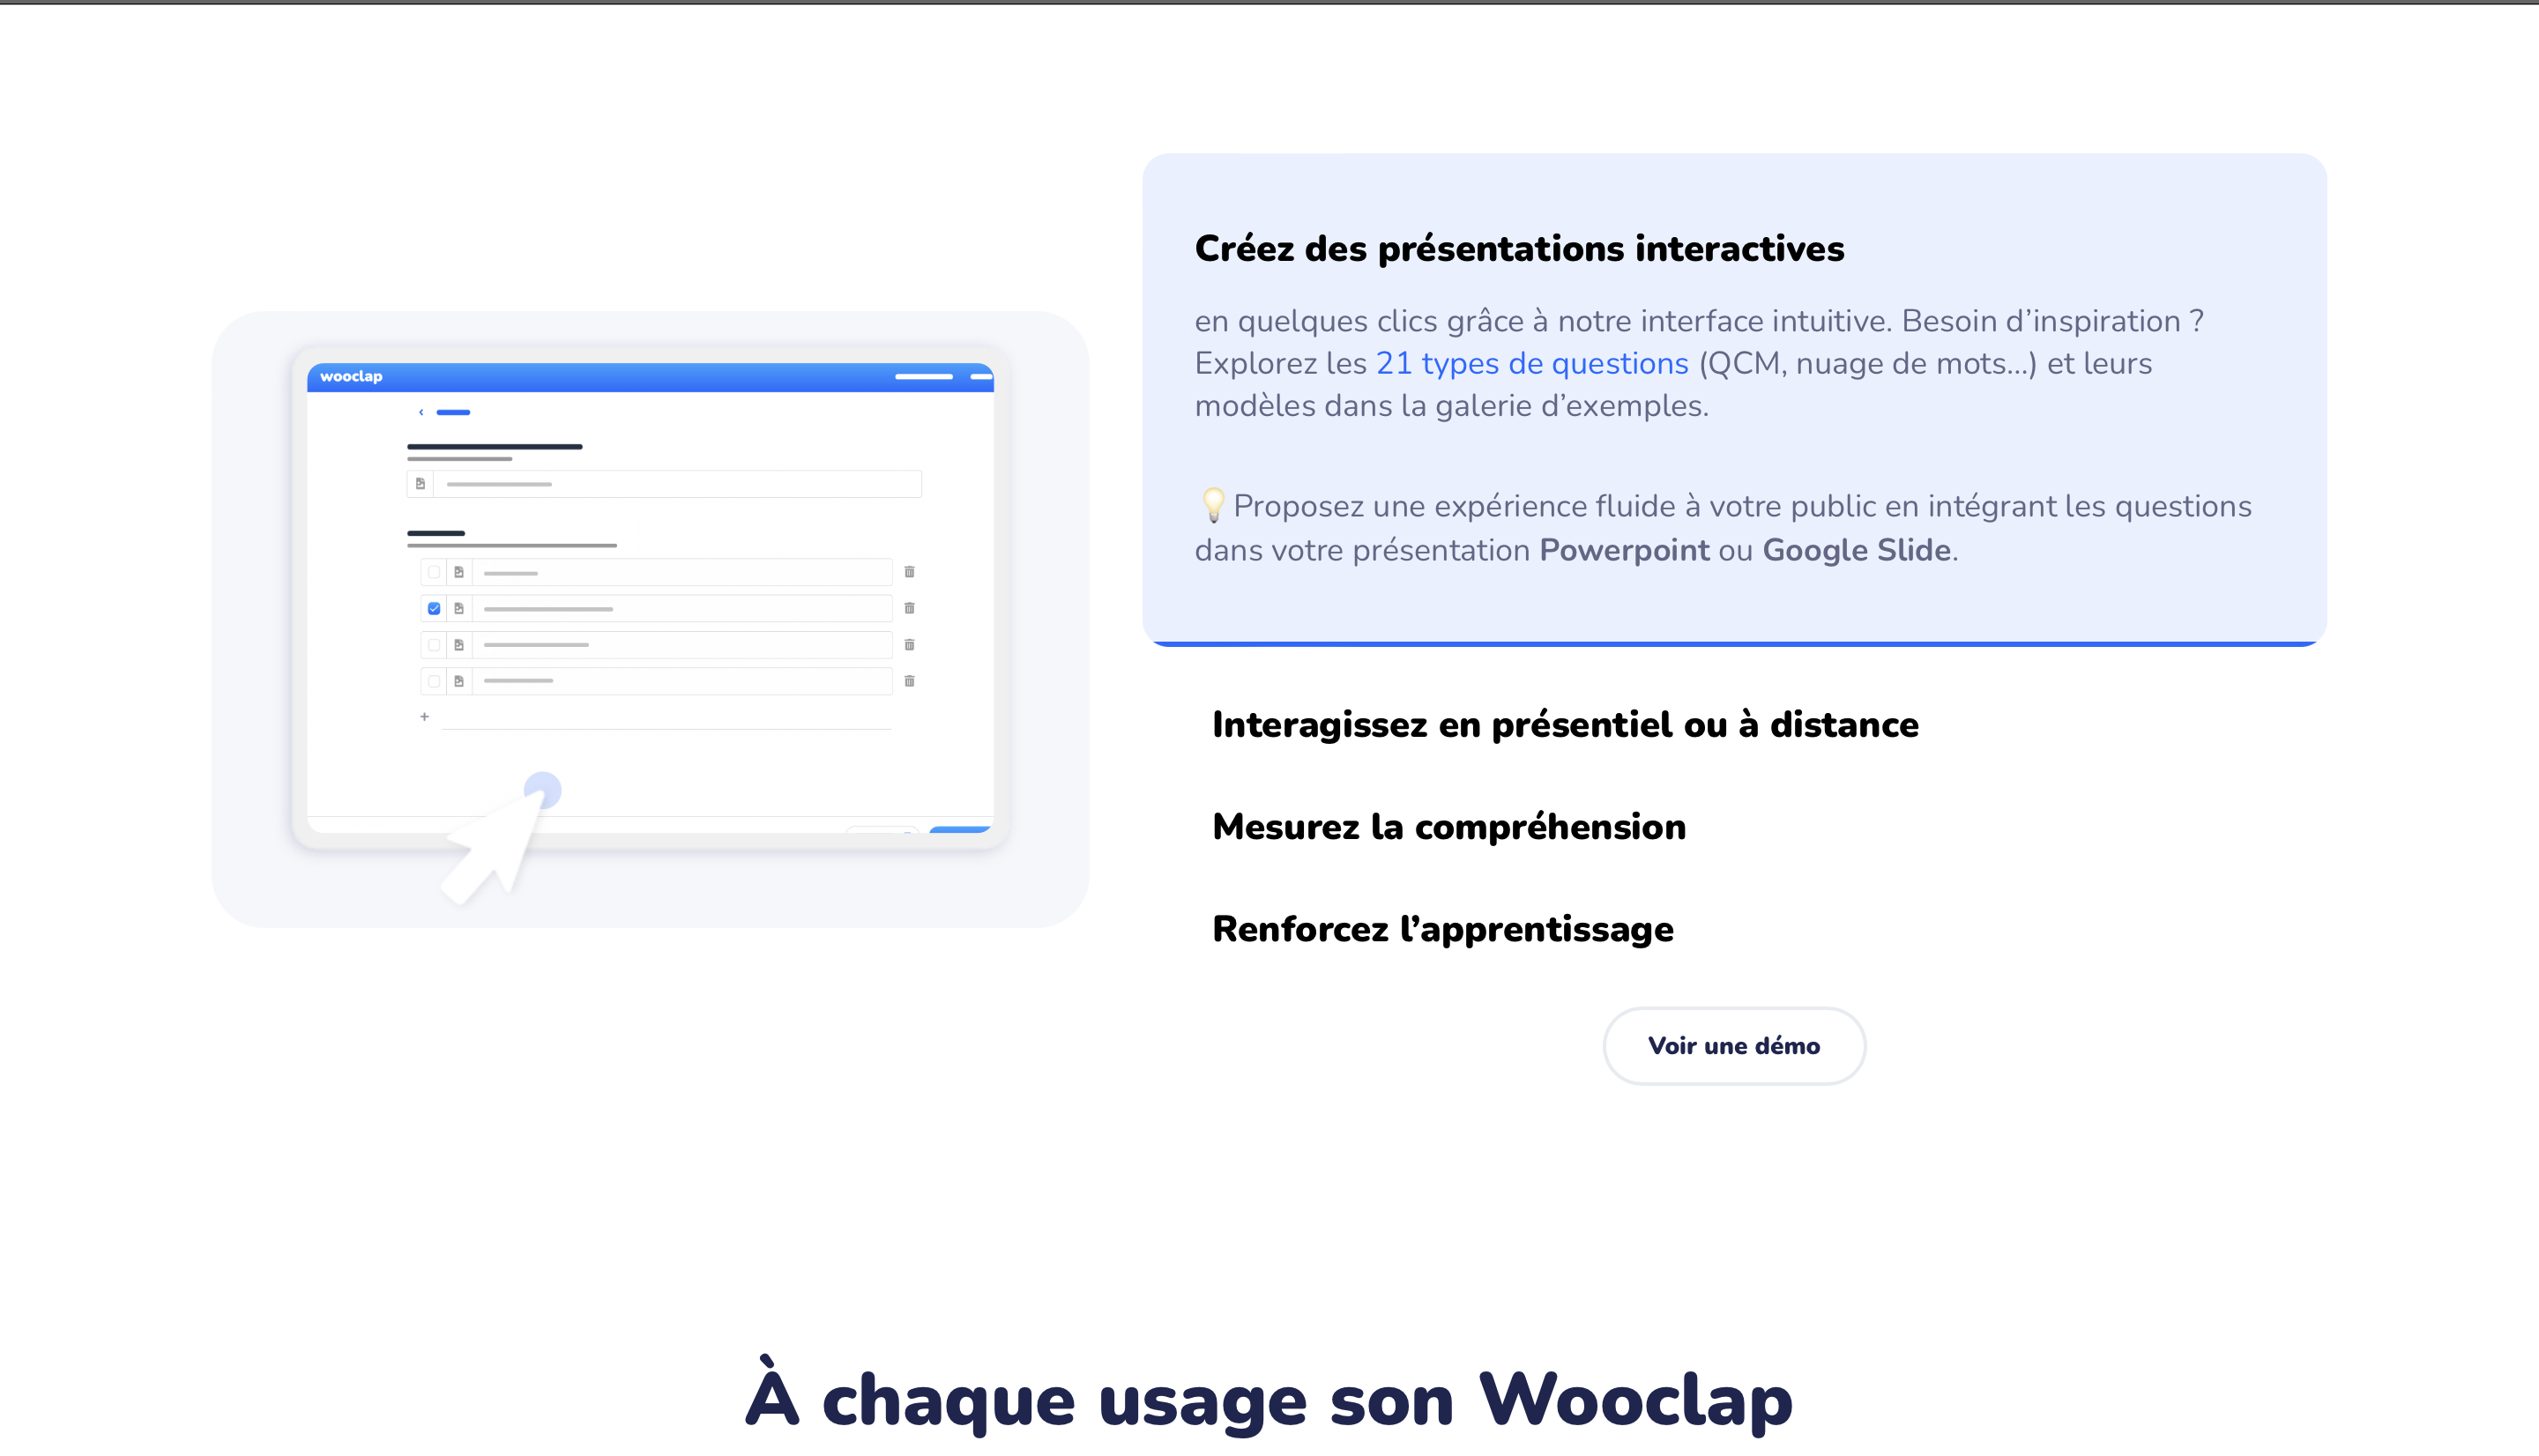 wooclap
Créez des présentations interactives
en quelques clics grâce à notre interface intuitive. Besoin d’inspiration ?
Explorez les 21 types de questions (QCM, nuage de mots...) et leurs
modèles dans la galerie d’exemples.
💡Proposez une expérience fluide à votre public en intégrant les questions
dans votre présentation Powerpoint ou Google Slide.
Interagissez en présentiel ou à distance
Mesurez la compréhension
Renforcez l’apprentissage
Voir une démo
À chaque usage son Wooclap